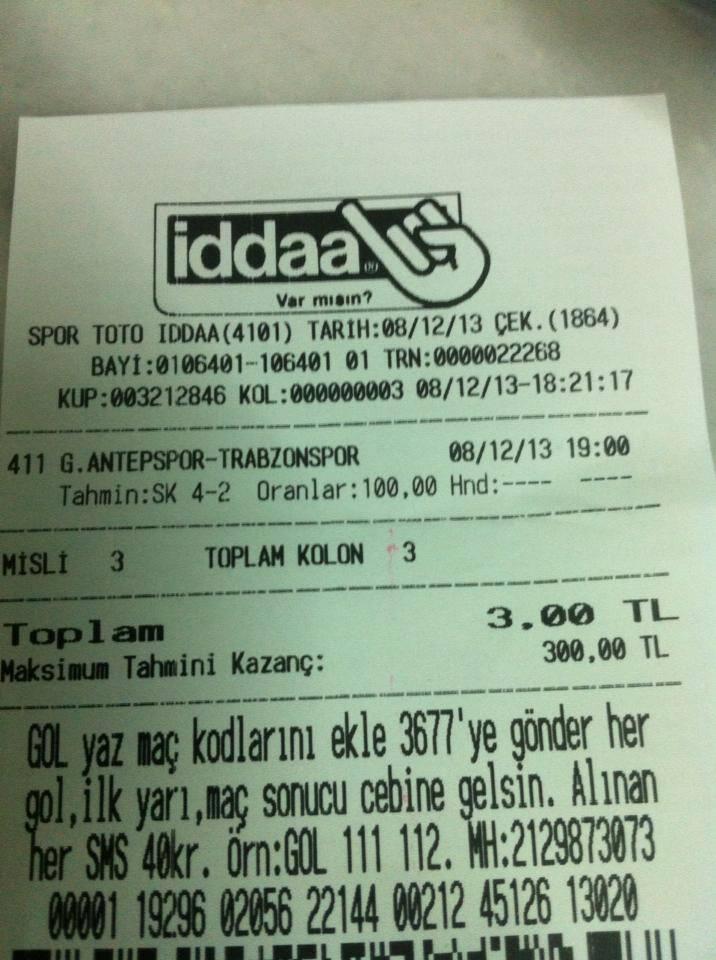 iddaa
Var mısın?
SPOR TOTO IDDAA(4101) TARİH:08/12/13 ÇEK.(1864)
BAYİ:0106401-106401 01 TRN:0000022268
KUP:003212846 KOL:000000003 08/12/13-18:21:17
411 G.ANTEPSPOR-TRABZONSPOR 08/12/13 19:00
Tahmin:SK 4-2 Oranlar:100,00 Hnd:---- ----
MİSLİ 3 TOPLAM KOLON 3
Toplam 3.00 TL
Maksimum Tahmini Kazanç: 300,00 TL
GOL yaz maç kodlarını ekle 3677'ye gönder her
gol,ilk yarı,maç sonucu cebine gelsin. Alınan
her SMS 40kr. Örn:GOL 111 112. MH:2129873073
00001 19296 02056 22144 00212 45126 13020